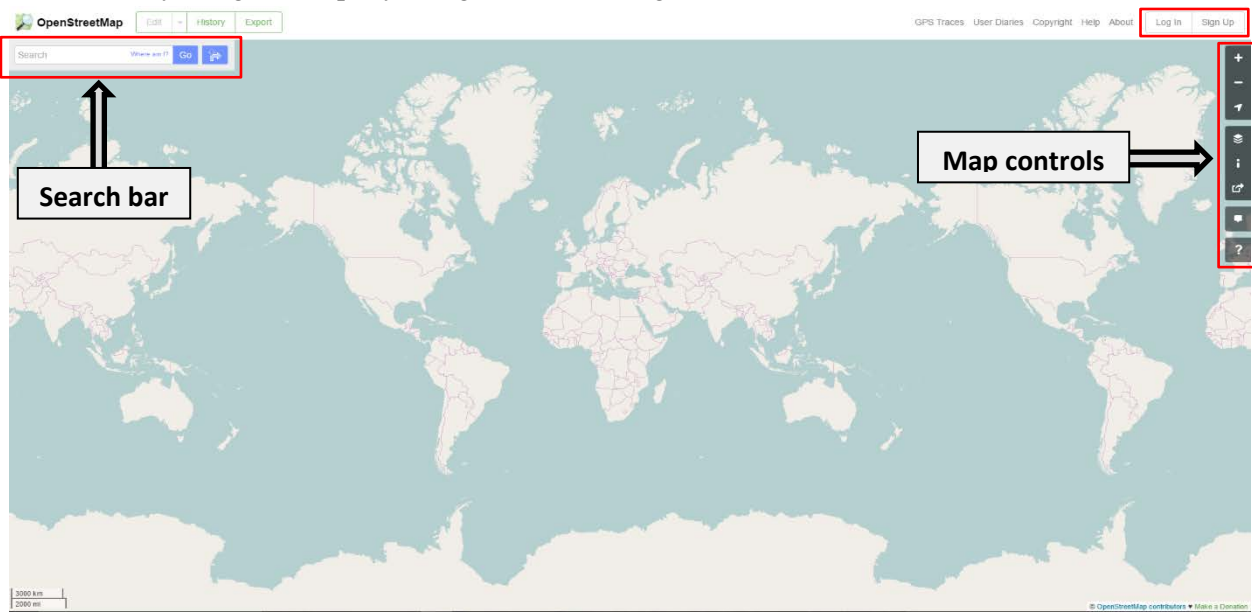 OpenStreetMap Edit History Export GPS Traces User Diaries Copyright Help About Log In Sign Up
Search Where am I? Go
Search bar
Map controls
3000 km
2000 mi
© OpenStreetMap contributors ♥ Make a Donation